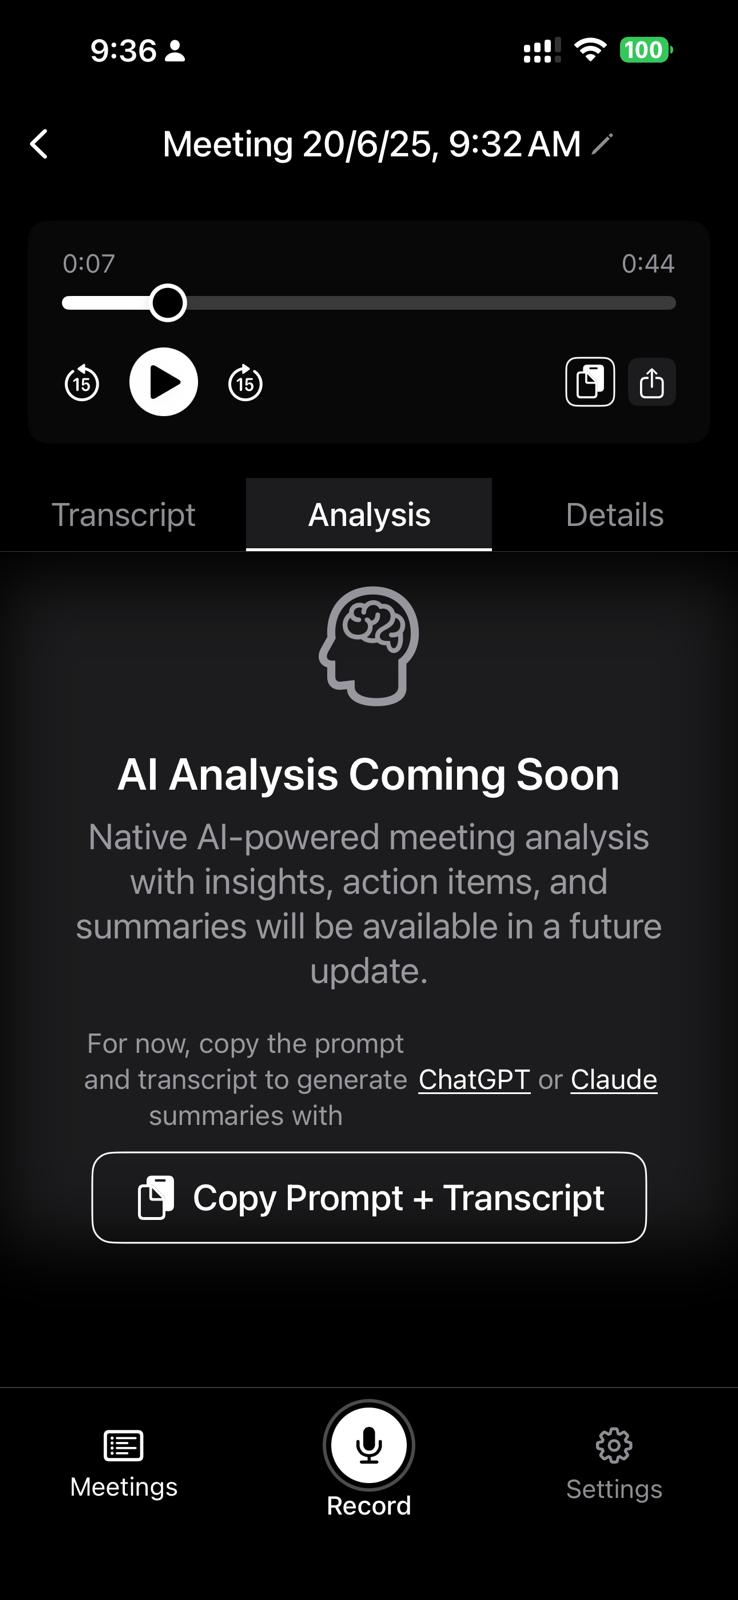 9:36
100
Meeting 20/6/25, 9:32 AM
0:07
0:44
15
15
Transcript
Analysis
Details
AI Analysis Coming Soon
Native AI-powered meeting analysis
with insights, action items, and
summaries will be available in a future
update.
For now, copy the prompt
and transcript to generate
summaries with
ChatGPT or Claude
Copy Prompt + Transcript
Meetings
Record
Settings